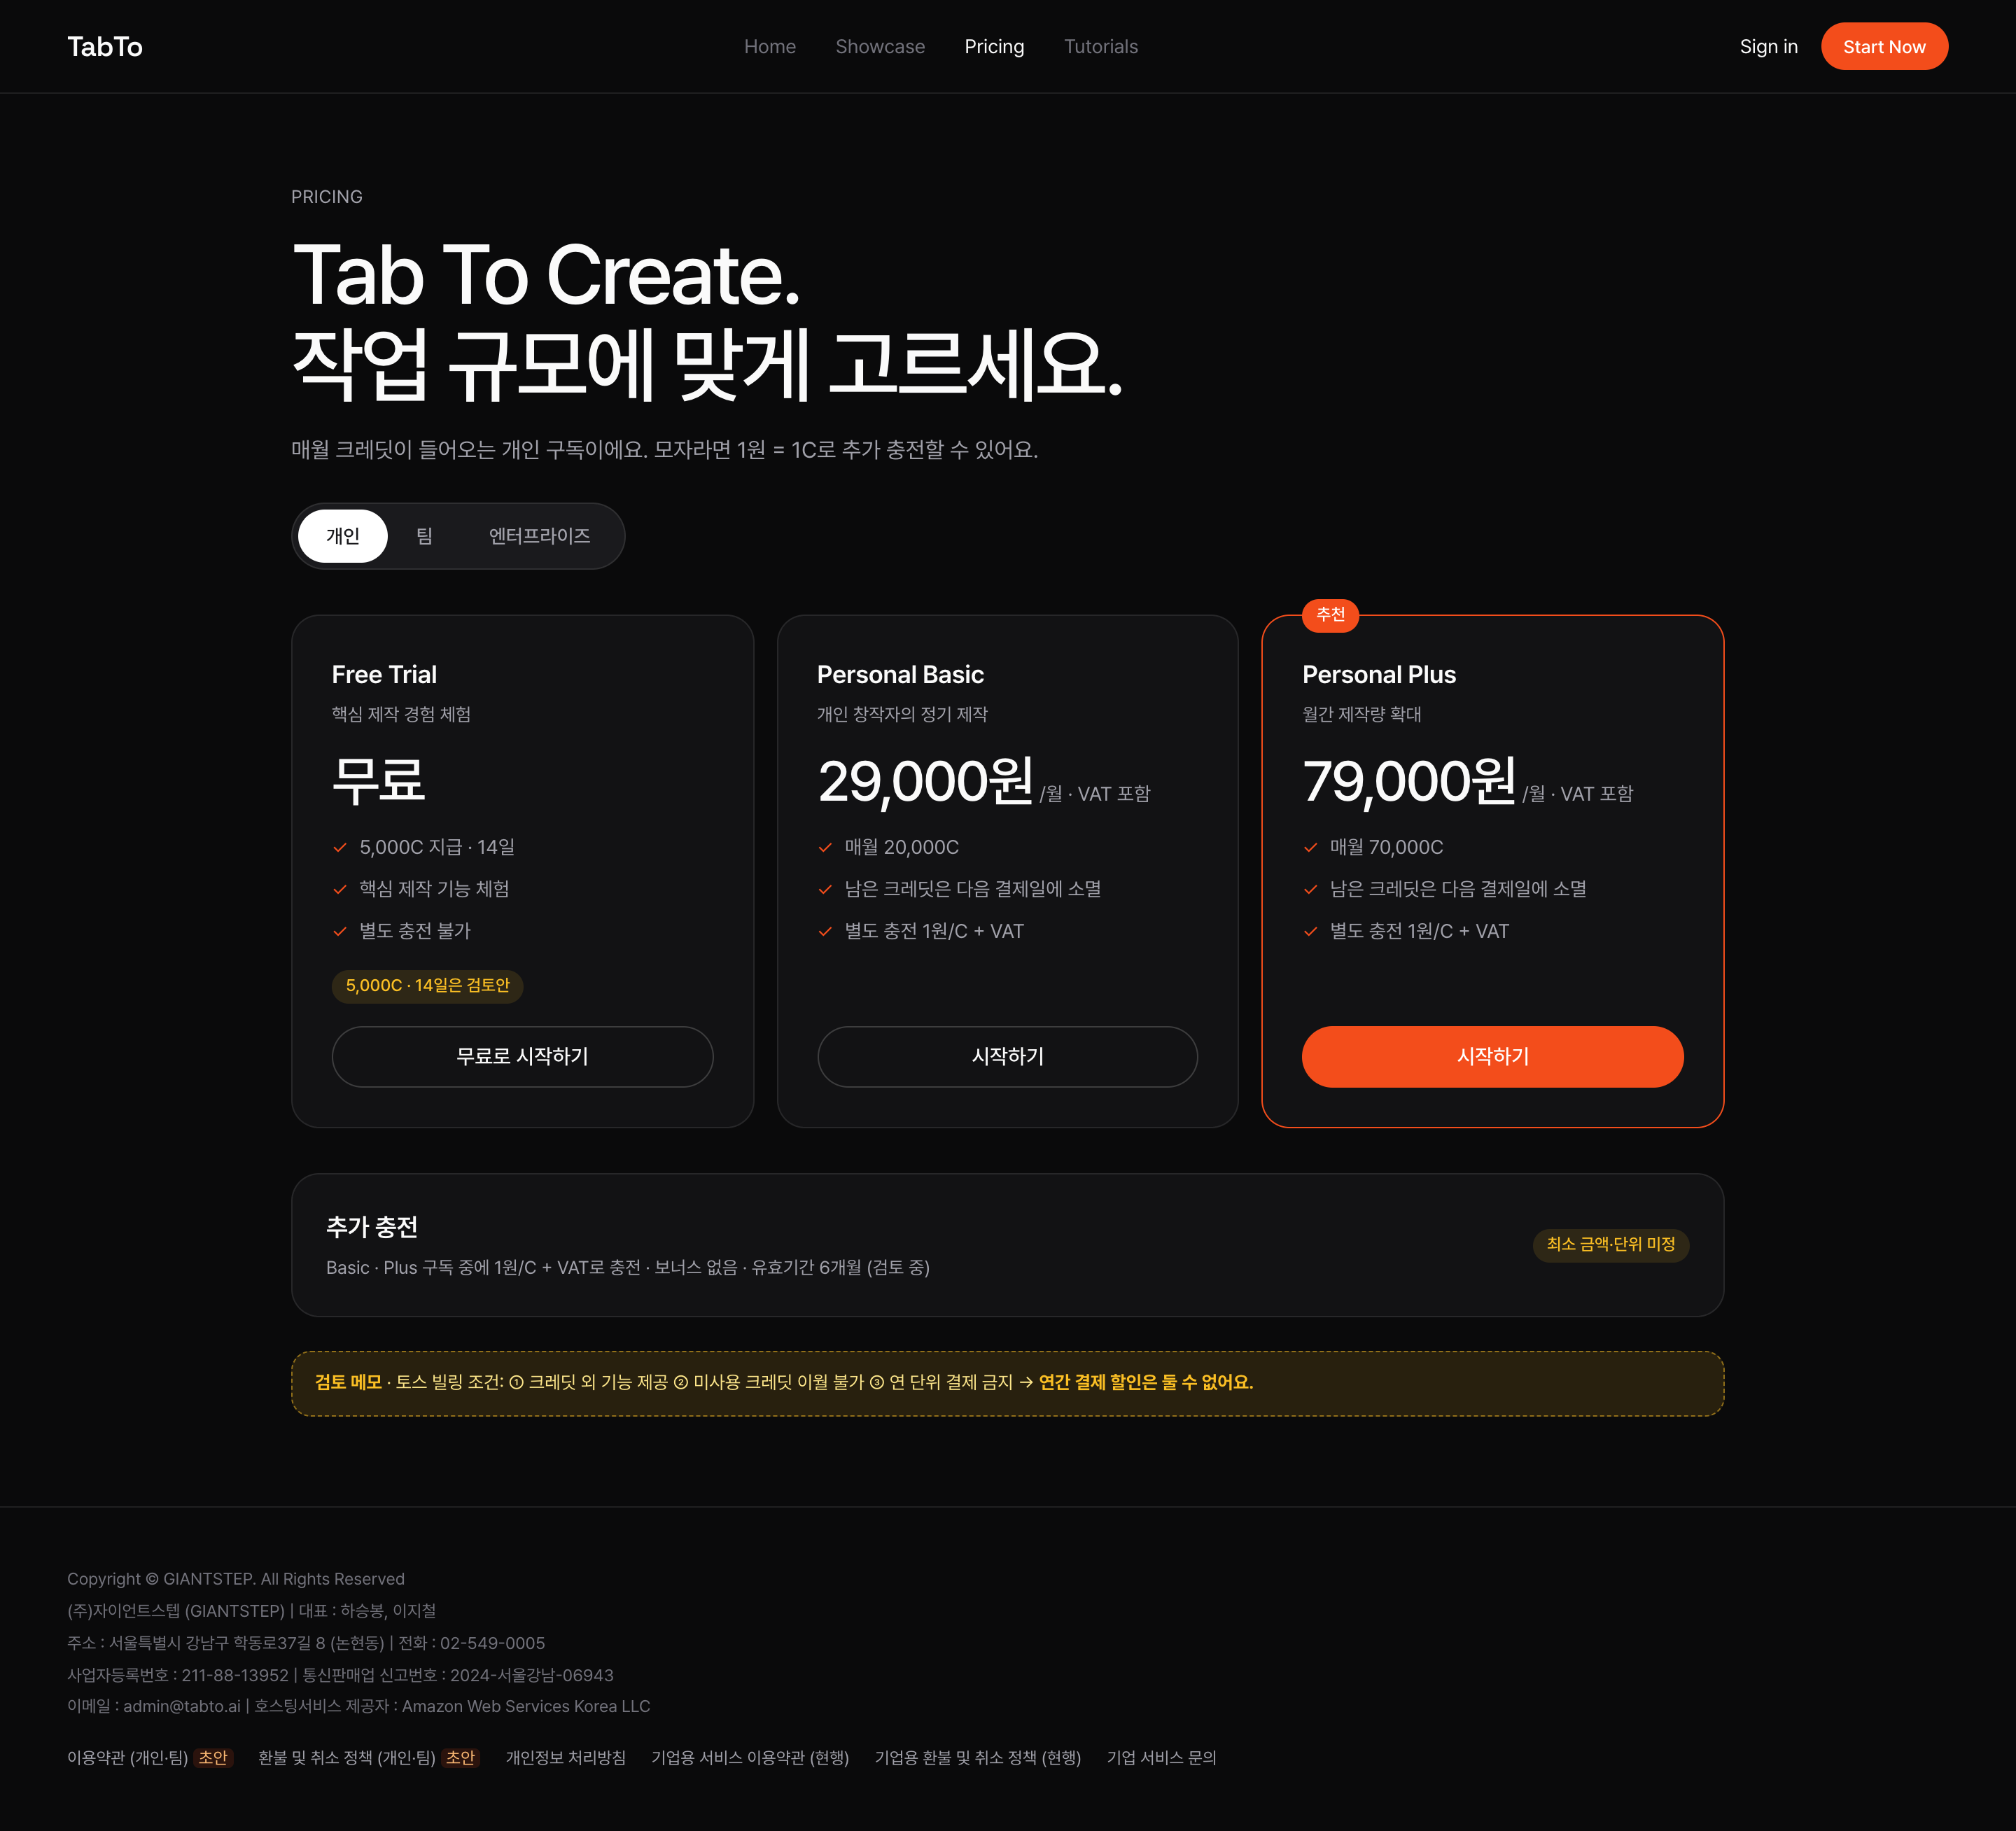 TabTo
Home Showcase Pricing Tutorials
Sign in
Start Now
PRICING
Tab To Create.
작업 규모에 맞게 고르세요.
매월 크레딧이 들어오는 개인 구독이에요. 모자라면 1원 = 1C로 추가 충전할 수 있어요.
개인 팀 엔터프라이즈
Free Trial
핵심 제작 경험 체험
무료
5,000C 지급 · 14일
핵심 제작 기능 체험
별도 충전 불가
5,000C · 14일은 검토안
무료로 시작하기
Personal Basic
개인 창작자의 정기 제작
29,000원 /월 · VAT 포함
매월 20,000C
남은 크레딧은 다음 결제일에 소멸
별도 충전 1원/C + VAT
시작하기
추천
Personal Plus
월간 제작량 확대
79,000원 /월 · VAT 포함
매월 70,000C
남은 크레딧은 다음 결제일에 소멸
별도 충전 1원/C + VAT
시작하기
추가 충전
Basic · Plus 구독 중에 1원/C + VAT로 충전 · 보너스 없음 · 유효기간 6개월 (검토 중)
최소 금액·단위 미정
검토 메모 · 토스 빌링 조건: ① 크레딧 외 기능 제공 ② 미사용 크레딧 이월 불가 ③ 연 단위 결제 금지 → 연간 결제 할인은 둘 수 없어요.
Copyright © GIANTSTEP. All Rights Reserved
(주)자이언트스텝 (GIANTSTEP) | 대표 : 하승봉, 이지철
주소 : 서울특별시 강남구 학동로37길 8 (논현동) | 전화 : 02-549-0005
사업자등록번호 : 211-88-13952 | 통신판매업 신고번호 : 2024-서울강남-06943
이메일 : admin@tabto.ai | 호스팅서비스 제공자 : Amazon Web Services Korea LLC
이용약관 (개인·팀) 초안 환불 및 취소 정책 (개인·팀) 초안 개인정보 처리방침 기업용 서비스 이용약관 (현행) 기업용 환불 및 취소 정책 (현행) 기업 서비스 문의